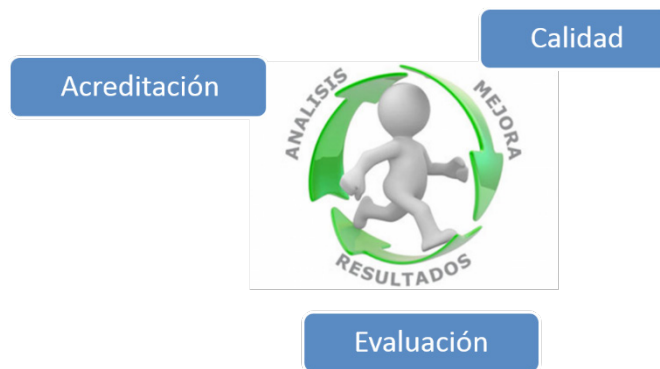 Calidad
Acreditación
ANALISIS
MEJORA
RESULTADOS
Evaluación